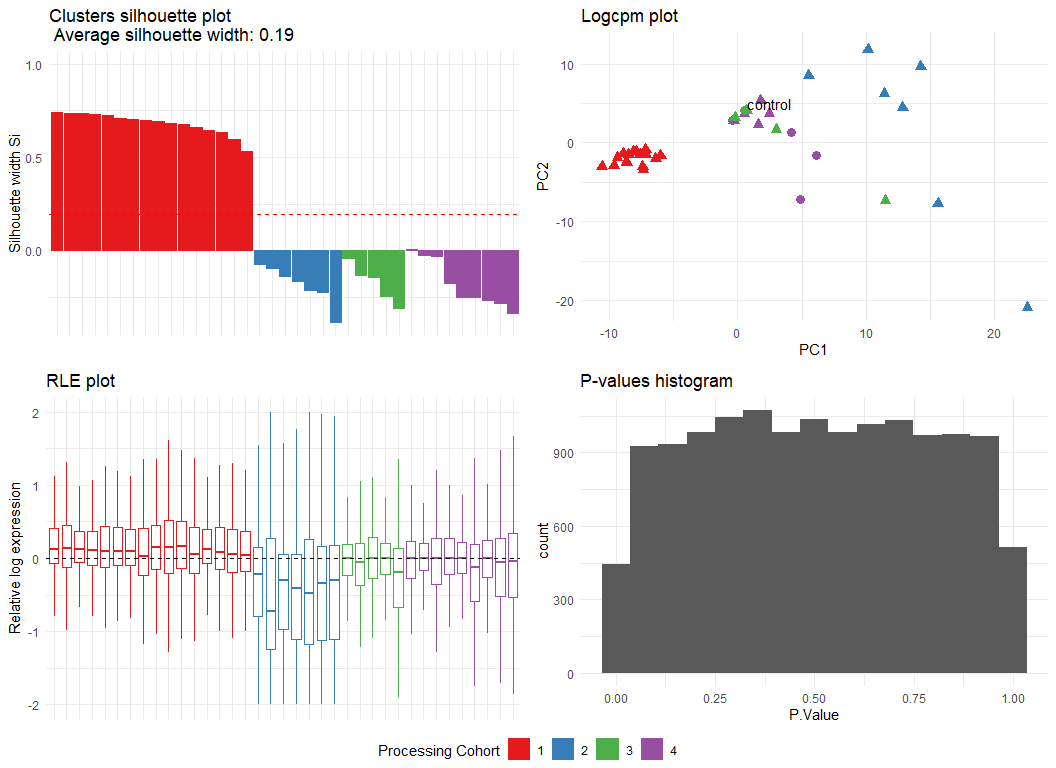 Clusters silhouette plot
Average silhouette width: 0.19
Silhouette width Si
1.0
0.5
0.0
Logcpm plot
PC2
10
0
-10
-20
control
-10 0 10 20
PC1
RLE plot
Relative log expression
2
1
0
-1
-2
P-values histogram
count
900
600
300
0
0.00 0.25 0.50 0.75 1.00
P.Value
Processing Cohort 1 2 3 4